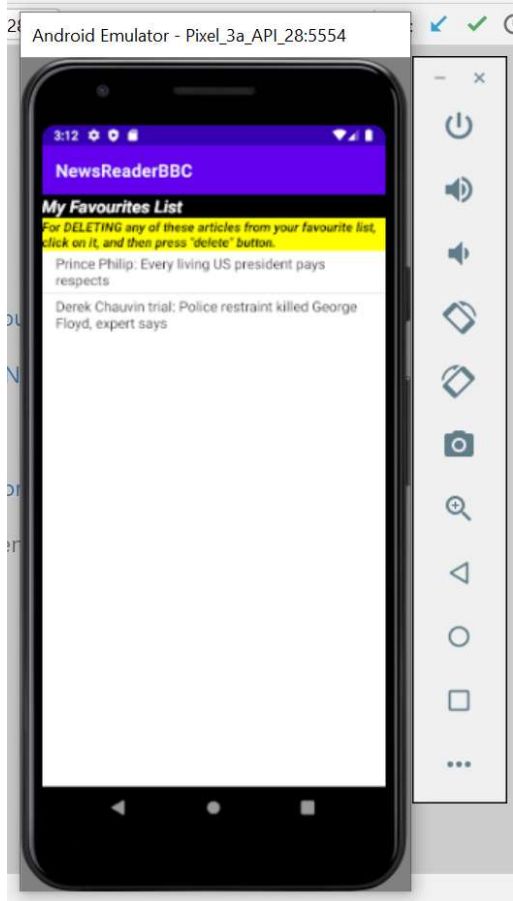 Android Emulator - Pixel_3a_API_28:5554
3:12
NewsReaderBBC
My Favourites List
For DELETING any of these articles from your favourite list,
click on it, and then press "delete" button.
Prince Philip: Every living US president pays
respects
Derek Chauvin trial: Police restraint killed George
Floyd, expert says